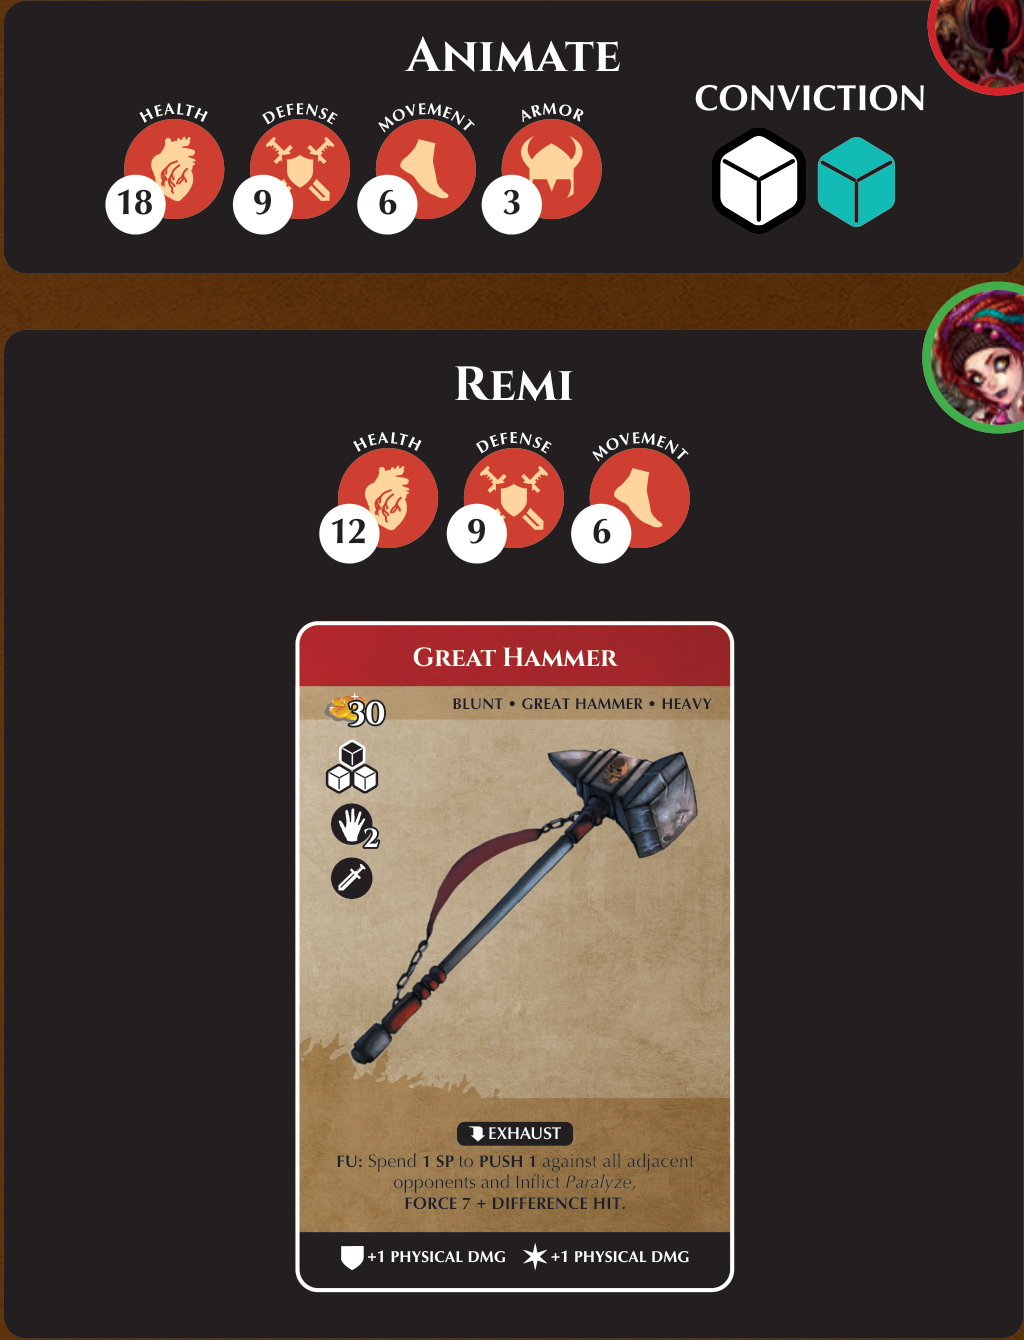 ANIMATE
HEALTH DEFENSE MOVEMENT ARMOR
CONVICTION
18 9 6 3
REMI
HEALTH DEFENSE MOVEMENT
12 9 6
GREAT HAMMER
30
BLUNT • GREAT HAMMER • HEAVY
2
EXHAUST
FU: Spend 1 SP to PUSH 1 against all adjacent
opponents and Inflict Paralyze,
FORCE 7 + DIFFERENCE HIT.
+1 PHYSICAL DMG +1 PHYSICAL DMG